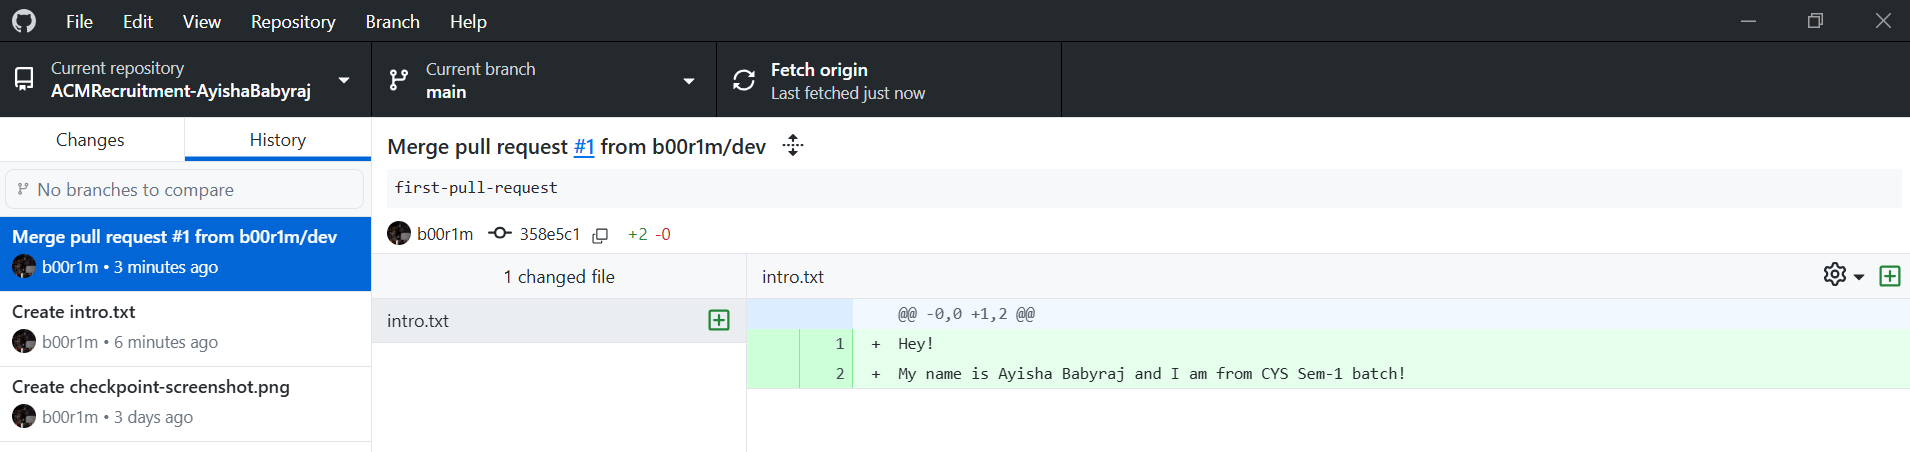 File Edit View Repository Branch Help
Current repository
ACMRecruitment-AyishaBabyraj
Current branch
main
Fetch origin
Last fetched just now
Changes
History
No branches to compare
Merge pull request #1 from b00r1m/dev
b00r1m • 3 minutes ago
Create intro.txt
b00r1m • 6 minutes ago
Create checkpoint-screenshot.png
b00r1m • 3 days ago
Merge pull request #1 from b00r1m/dev
first-pull-request
b00r1m 358e5c1 +2 -0
1 changed file
intro.txt
intro.txt
@@ -0,0 +1,2 @@
1 + Hey!
2 + My name is Ayisha Babyraj and I am from CYS Sem-1 batch!